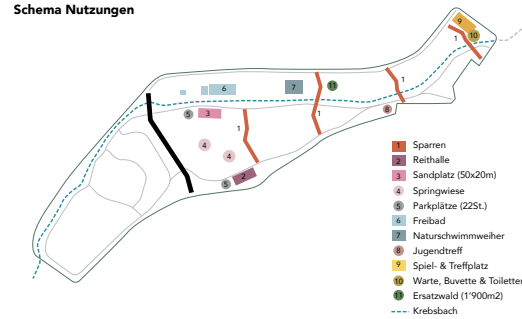 Schema Nutzungen
9
10
1
6
7
11
1
5
3
1
1
8
4
4
5
2
1 Sparren
2 Reithalle
3 Sandplatz (50x20m)
4 Springwiese
5 Parkplätze (22St.)
6 Freibad
7 Naturschwimmweiher
8 Jugendtreff
9 Spiel- & Treffplatz
10 Warte, Buvette & Toiletten
11 Ersatzwald (1'900m2)
Krebsbach